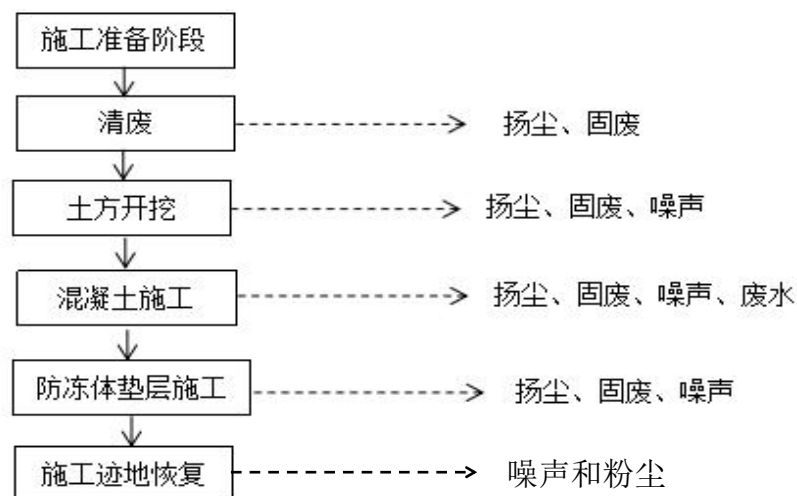 施工准备阶段
清废
扬尘、固废
土方开挖
扬尘、固废、噪声
混凝土施工
扬尘、固废、噪声、废水
防冻体垫层施工
扬尘、固废、噪声
施工迹地恢复
噪声和粉尘